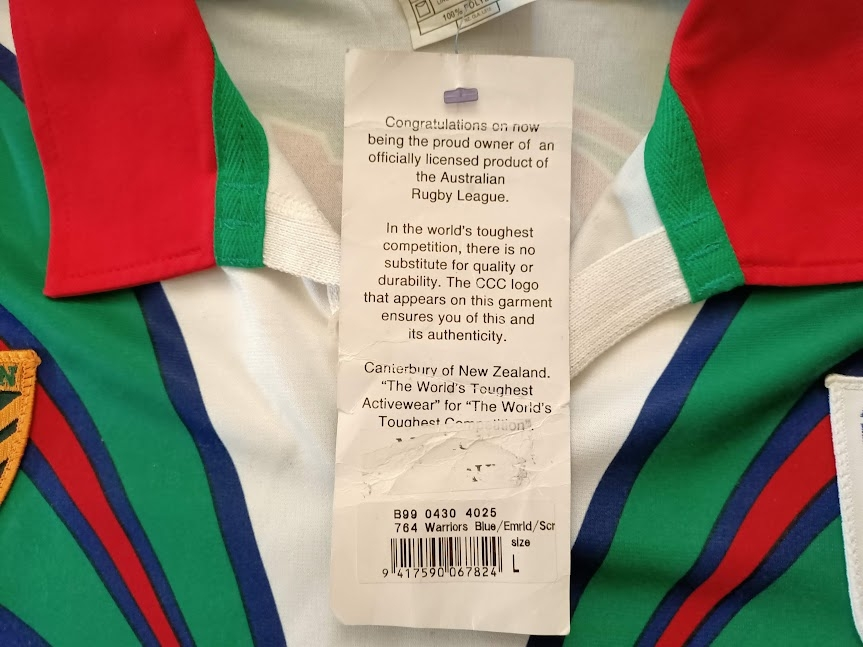 100% POLY
Congratulations on now
being the proud owner of an
officially licensed product of
the Australian
Rugby League.
In the world's toughest
competition, there is no
substitute for quality or
durability. The CCC logo
that appears on this garment
ensures you of this and
its authenticity.
Canterbury of New Zealand.
“The World's Toughest
Activewear” for “The World's
Toughest Competition”.
B99 0430 4025
764 Warriors Blue/Emrld/Scr
size
L
9 417590 067824
N